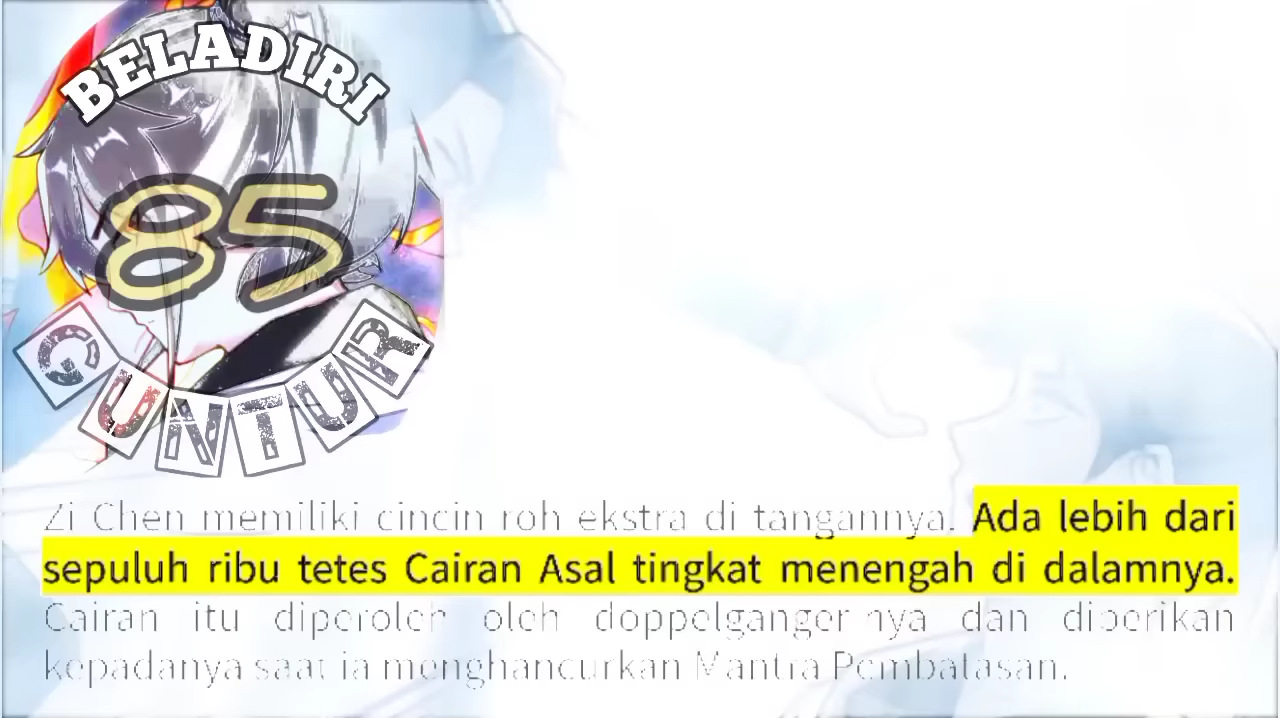 BELADIRI
85
GUNTUR
Zi Chen memiliki cincin roh ekstra di tangannya. Ada lebih dari
sepuluh ribu tetes Cairan Asal tingkat menengah di dalamnya.
Cairan itu diperoleh oleh doppelganger-nya dan diberikan
kepadanya saat ia menghancurkan Mantra Pembatasan.